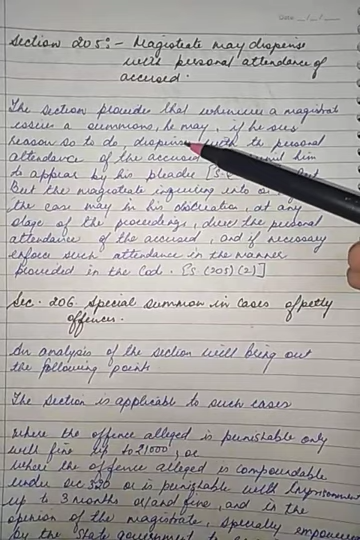 Date __/__/__
Section 205:- Magistrate may dispense
with personal attendance of
accused.
The section provides that whenever a magistrate
issues a summons, he may, if he sees
reason so to do, dispense with the personal
attendance of the accused him
to appear by his pleader
But the magistrate inquiring into or
the case may in his discretion, at any
stage of the proceedings, direct the personal
attendance of the accused, and if necessary
enforce such attendance in the manner
provided in the Code. [S. (205) (2)]
Sec. 206. Special summon in cases of petty
offences.
An analysis of the section will bring out
the following points
The section is applicable to such cases
where the offence alleged is punishable only
with fine up to 1000, or
Where the offence alleged is compoundable
under sec 320 or is punishable with Imprisonment
up to 3 months or/and fine, and in the
opinion of the magistrate, specially empowered
by the State government to